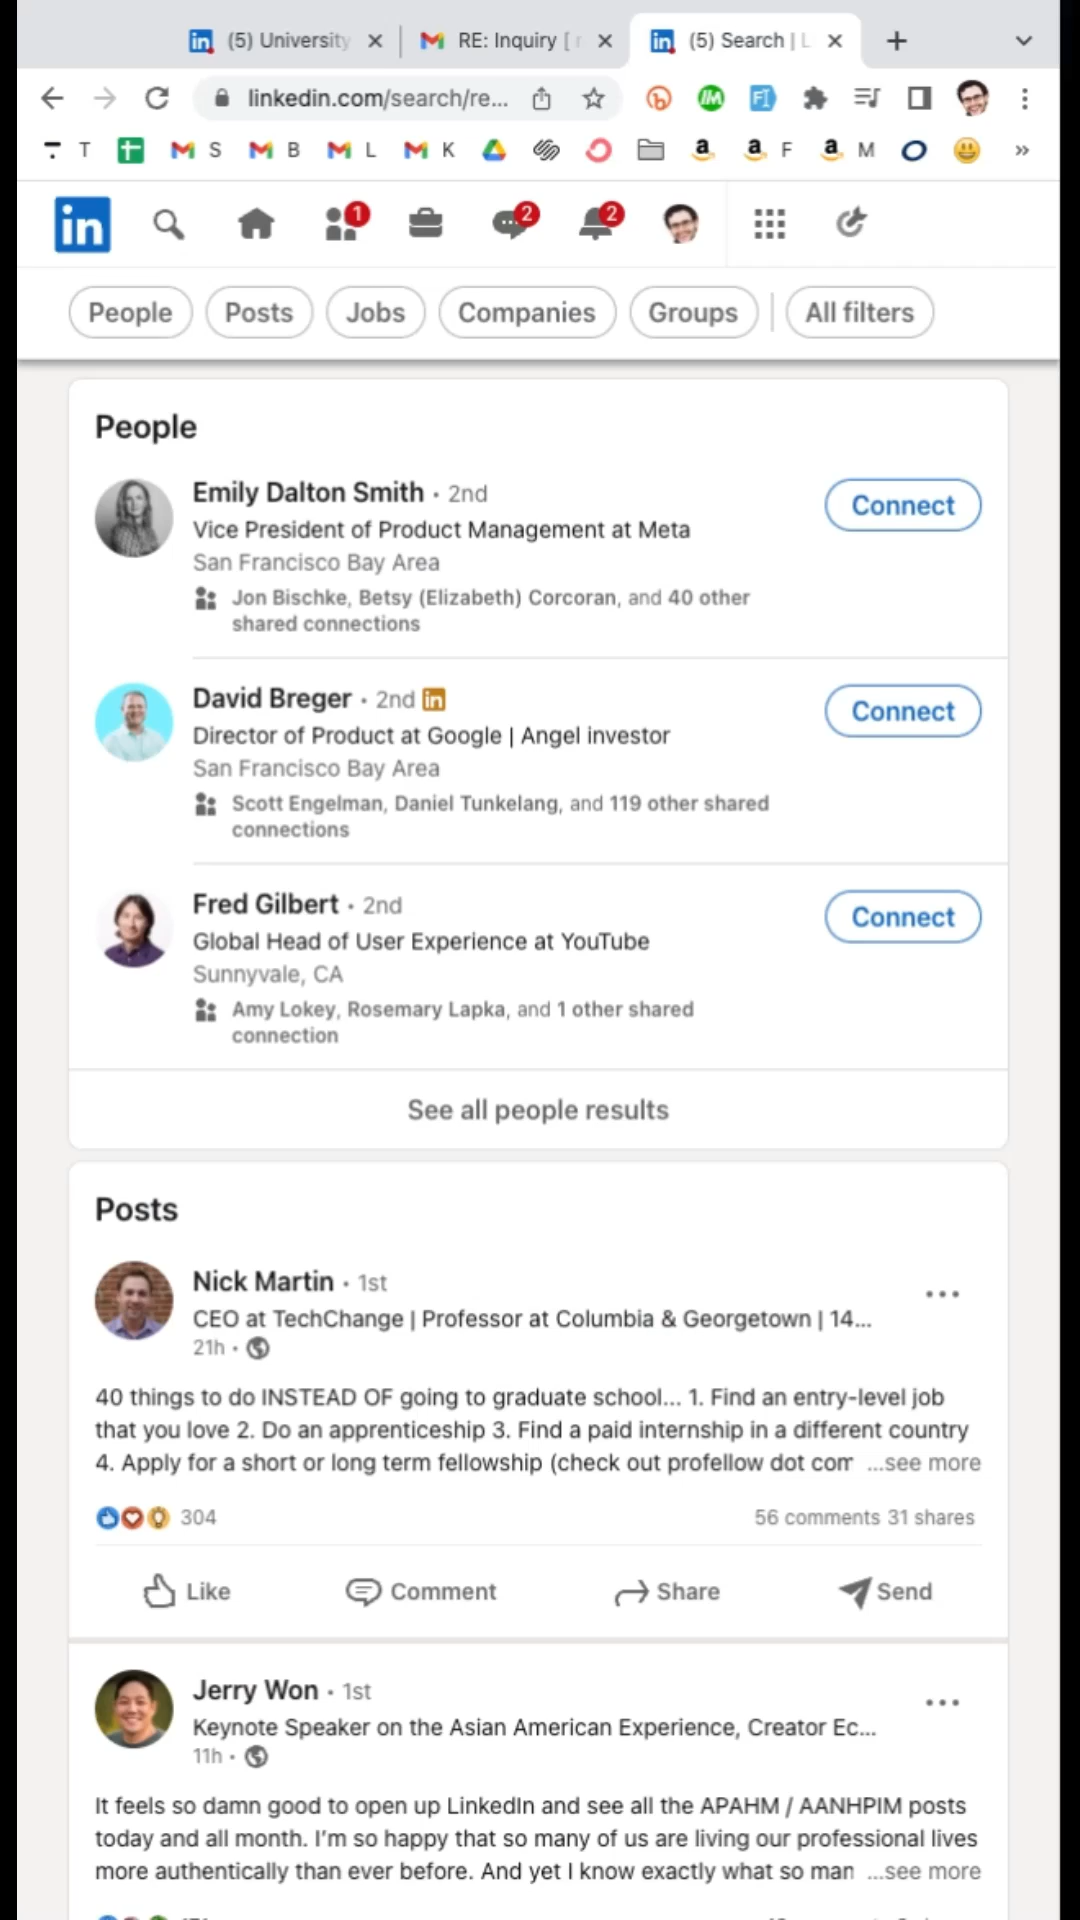 (5) University
RE: Inquiry [
(5) Search | L
linkedin.com/search/re...
T S B L K F M
in 1 2 2
People Posts Jobs Companies Groups All filters
People
Emily Dalton Smith • 2nd
Connect
Vice President of Product Management at Meta
San Francisco Bay Area
Jon Bischke, Betsy (Elizabeth) Corcoran, and 40 other
shared connections
David Breger • 2nd in
Connect
Director of Product at Google | Angel investor
San Francisco Bay Area
Scott Engelman, Daniel Tunkelang, and 119 other shared
connections
Fred Gilbert • 2nd
Connect
Global Head of User Experience at YouTube
Sunnyvale, CA
Amy Lokey, Rosemary Lapka, and 1 other shared
connection
See all people results
Posts
Nick Martin • 1st
CEO at TechChange | Professor at Columbia & Georgetown | 14...
21h •
40 things to do INSTEAD OF going to graduate school... 1. Find an entry-level job
that you love 2. Do an apprenticeship 3. Find a paid internship in a different country
4. Apply for a short or long term fellowship (check out profellow dot com ...see more
304 56 comments 31 shares
Like Comment Share Send
Jerry Won • 1st
Keynote Speaker on the Asian American Experience, Creator Ec...
11h •
It feels so damn good to open up LinkedIn and see all the APAHM / AANHPIM posts
today and all month. I'm so happy that so many of us are living our professional lives
more authentically than ever before. And yet I know exactly what so man ...see more